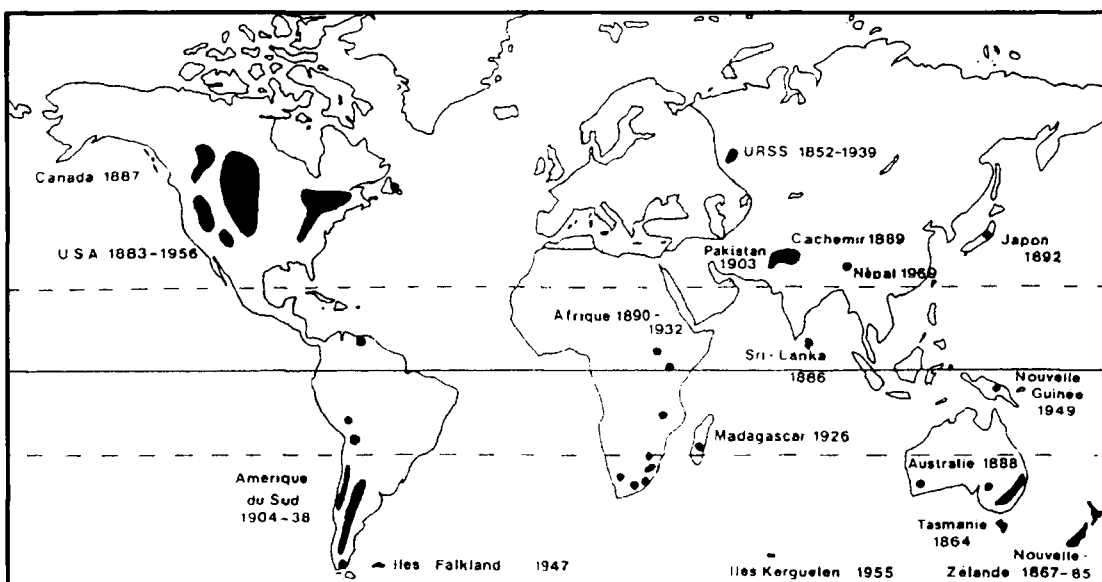 URSS 1852-1939
Canada 1887
Cachemir 1889
Pakistan
1903
Japon
1892
USA 1883-1956
Népal 1969
Afrique 1890-
1932
Sri-Lanka
1886
Nouvelle
Guinée
1949
Madagascar 1926
Australie 1888
Amérique
du Sud
1904-38
Tasmanie
1864
Iles Falkland 1947
Iles Kerguelen 1955
Nouvelle-
Zélande 1867-85